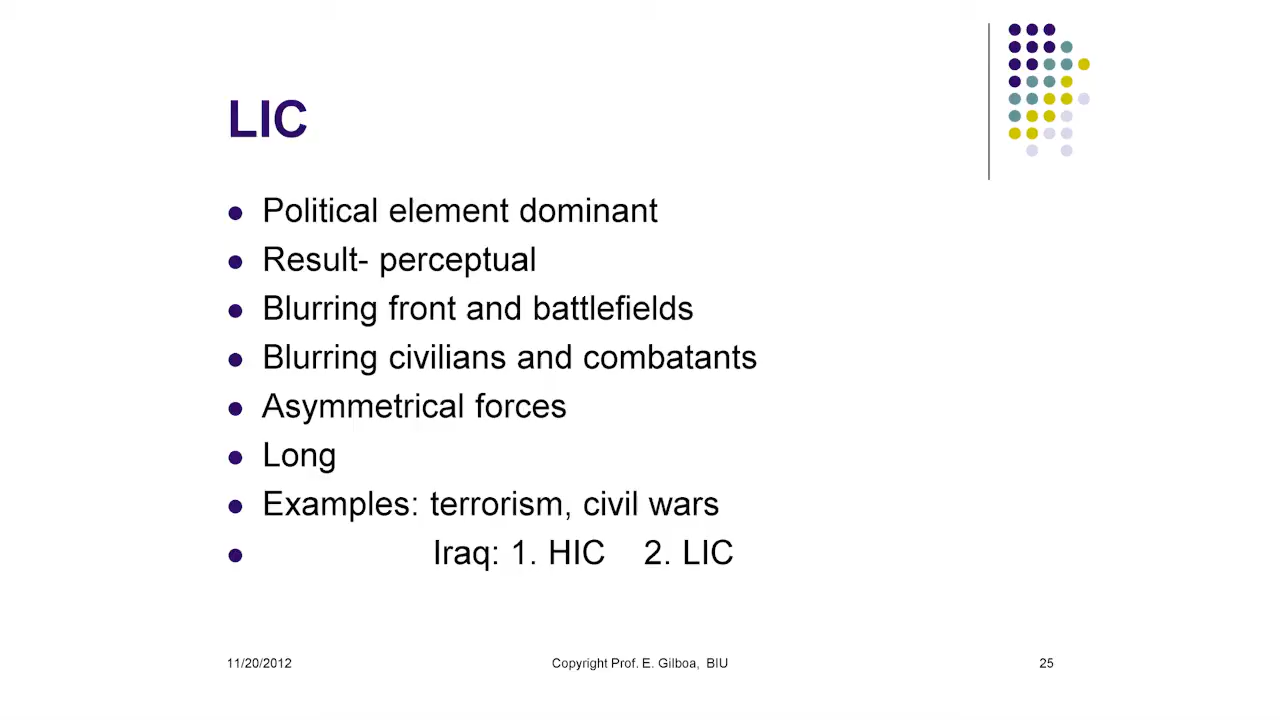 LIC
Political element dominant
Result- perceptual
Blurring front and battlefields
Blurring civilians and combatants
Asymmetrical forces
Long
Examples: terrorism, civil wars
Iraq: 1. HIC 2. LIC
11/20/2012 Copyright Prof. E. Gilboa, BIU 25